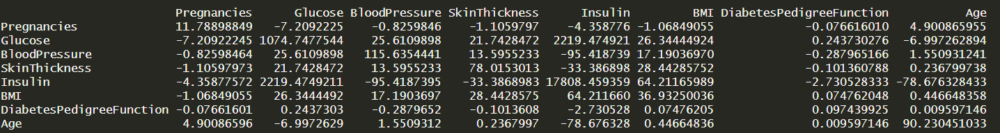 Pregnancies Glucose BloodPressure SkinThickness Insulin BMI DiabetesPedigreeFunction Age
Pregnancies 11.78898849 -7.2092225 -0.8259846 -1.1059797 -4.358776 -1.06849055 -0.076616010 4.900865955
Glucose -7.20922245 1074.7477544 25.6109898 21.7428472 2219.474921 26.34444924 0.243730276 -6.997262894
BloodPressure -0.82598464 25.6109898 115.6354441 13.5955233 -95.418739 17.19036970 -0.287965166 1.550931241
SkinThickness -1.10597973 21.7428472 13.5955233 78.0153013 -33.386898 28.44285752 -0.101360788 0.236799738
Insulin -4.35877572 2219.4749211 -95.4187395 -33.3868983 17808.459359 64.21165989 -2.730528333 -78.676328433
BMI -1.06849055 26.3444492 17.1903697 28.4428575 64.211660 36.93250036 0.074762048 0.446648358
DiabetesPedigreeFunction -0.07661601 0.2437303 -0.2879652 -0.1013608 -2.730528 0.07476205 0.097439925 0.009597146
Age 4.90086596 -6.9972629 1.5509312 0.2367997 -78.676328 0.44664836 0.009597146 90.230451033